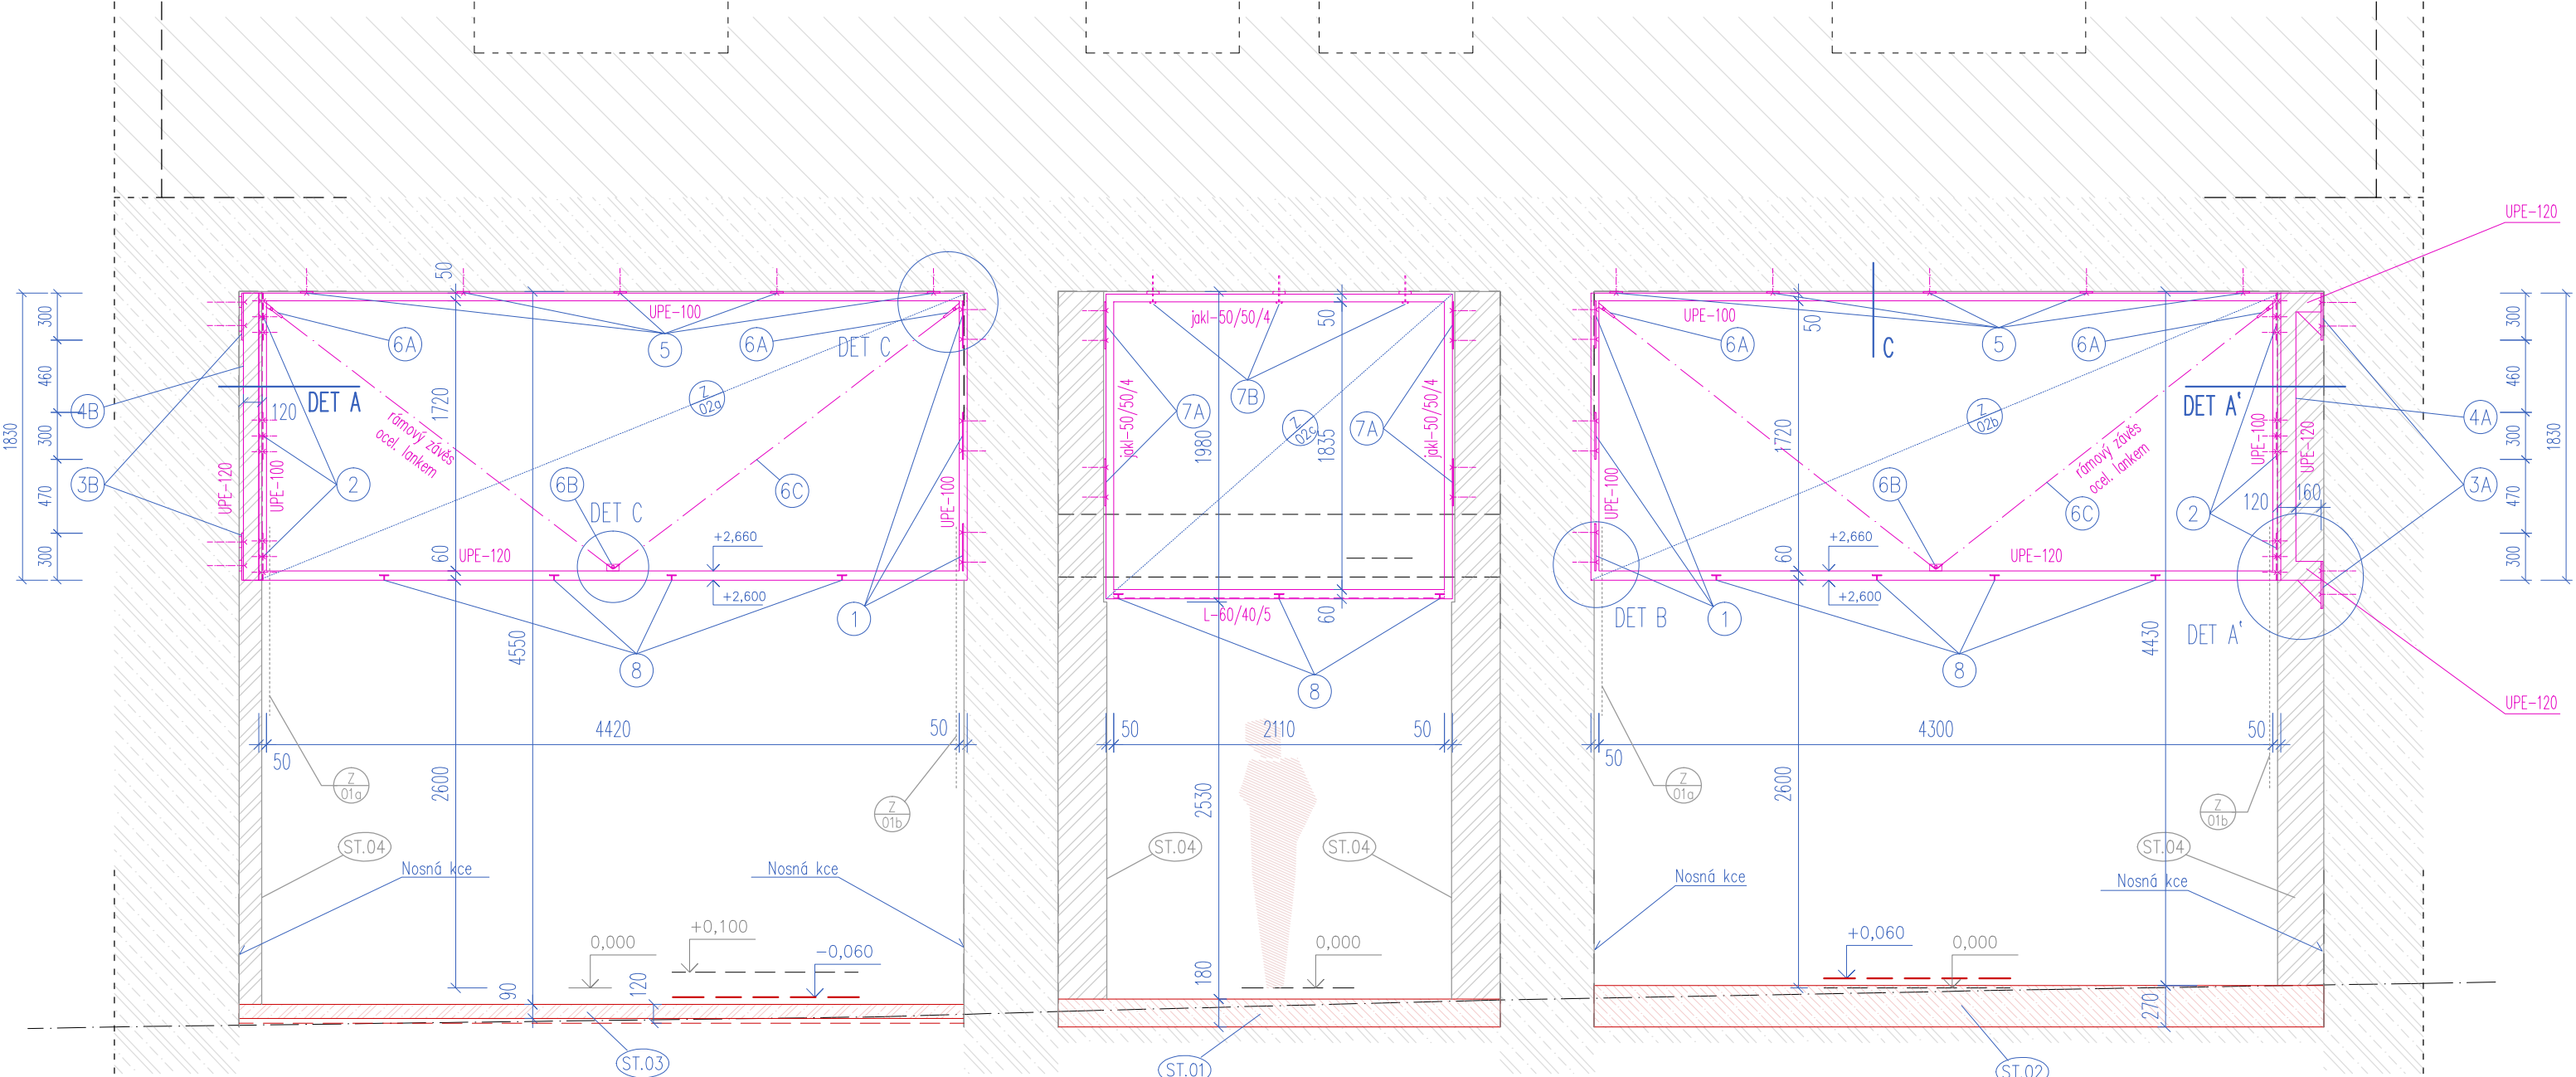 UPE-120
50
50
1830
300
460
300
470
300
UPE-100
6A
5
6A
DET C
jakl-50/50/4
50
UPE-100
50
6A
5
6A
C
300
460
300
470
300
1830
4B
120
DET A
1720
Z
02a
rámový závěs
ocel. lankem
3B
UPE-120
UPE-100
2
6B
DET C
6C
UPE-100
7A
7B
7A
jakl-50/50/4
jakl-50/50/4
1980
Z
02c
1835
1720
Z
02b
DET A'
UPE-100
UPE-120
4A
rámový závěs
ocel. lankem
UPE-100
6B
6C
2
120
160
3A
60
UPE-120
+2,660
+2,600
L-60/40/5
60
60
+2,660
UPE-120
+2,600
4550
1
8
8
DET B
1
8
4430
DET A'
UPE-120
4420
50
50
50
2110
50
50
4300
50
2600
Z
01a
Z
01b
2530
2600
Z
01a
Z
01b
ST.04
Nosná kce
Nosná kce
ST.04
ST.04
Nosná kce
ST.04
Nosná kce
0,000
+0,100
-0,060
0,000
+0,060
0,000
90
120
180
270
ST.03
ST.01
ST.02